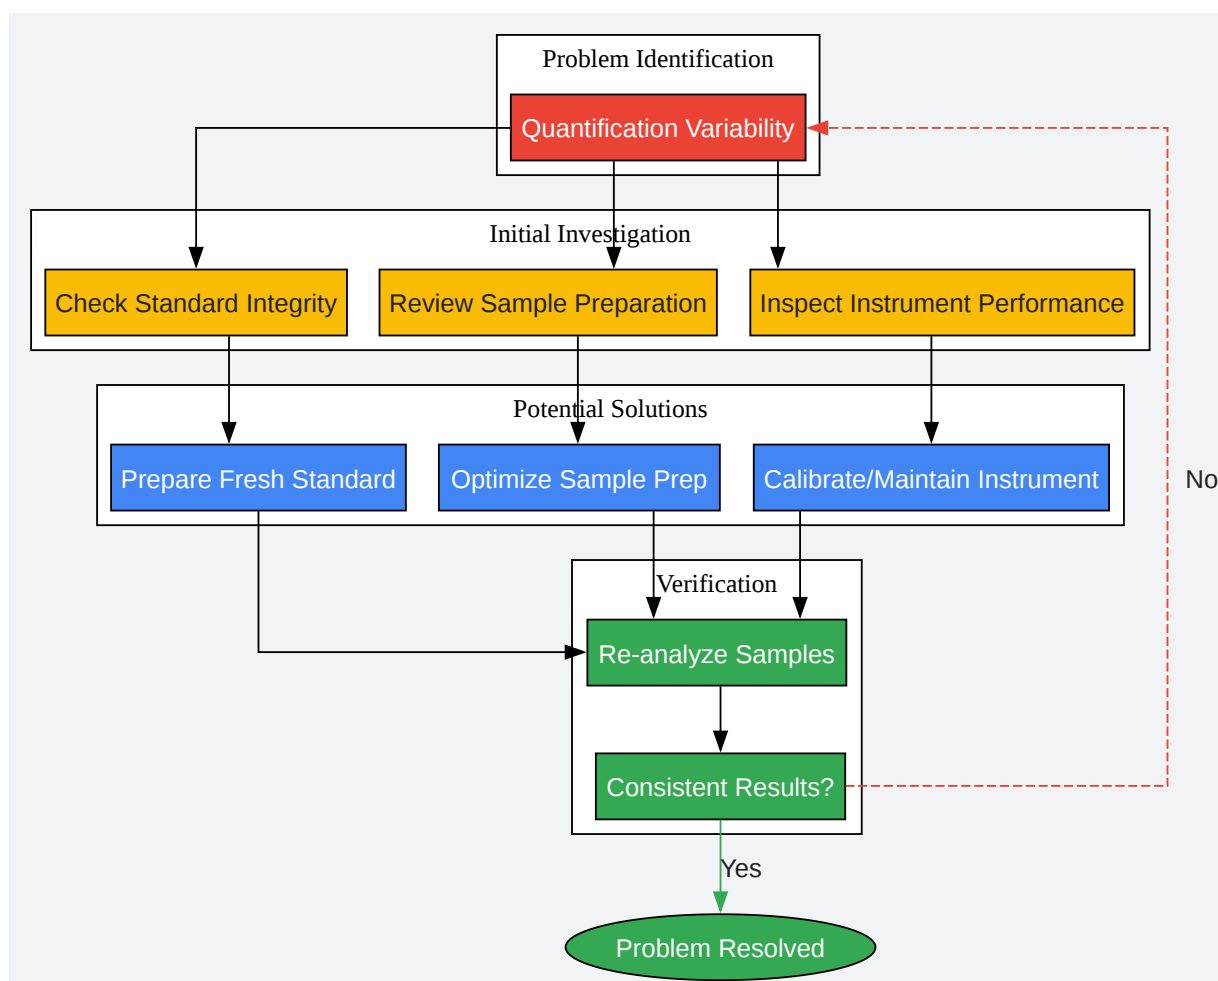 Problem Identification
Quantification Variability
Initial Investigation
Check Standard Integrity
Review Sample Preparation
Inspect Instrument Performance
Potential Solutions
Prepare Fresh Standard
Optimize Sample Prep
Calibrate/Maintain Instrument
No
Verification
Re-analyze Samples
Consistent Results?
Yes
Problem Resolved